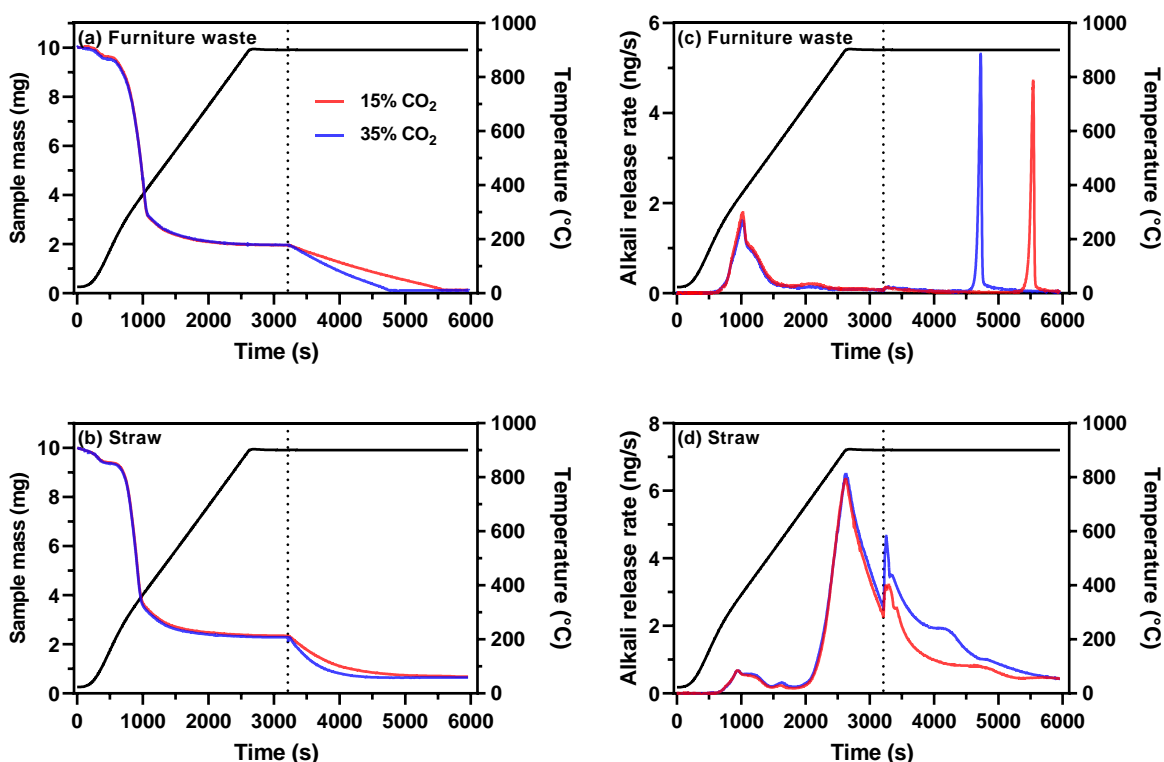 (a) Furniture waste
15% CO₂
35% CO₂
10
8
6
4
2
0
Sample mass (mg)
1000
800
600
400
200
0
Temperature (°C)
0 1000 2000 3000 4000 5000 6000
Time (s)
(c) Furniture waste
6
4
2
0
Alkali release rate (ng/s)
1000
800
600
400
200
0
Temperature (°C)
0 1000 2000 3000 4000 5000 6000
Time (s)
(b) Straw
10
8
6
4
2
0
Sample mass (mg)
1000
800
600
400
200
0
Temperature (°C)
0 1000 2000 3000 4000 5000 6000
Time (s)
(d) Straw
8
6
4
2
0
Alkali release rate (ng/s)
1000
800
600
400
200
0
Temperature (°C)
0 1000 2000 3000 4000 5000 6000
Time (s)